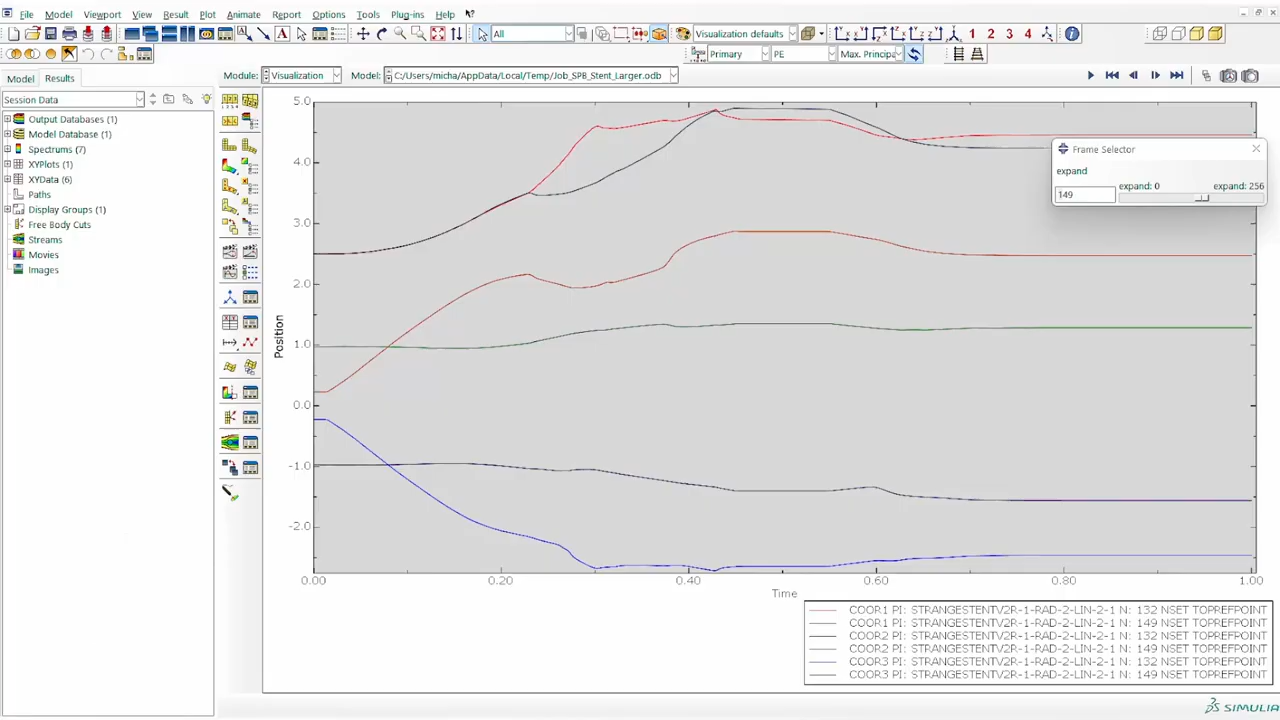 File Model Viewport View Result Plot Animate Report Options Tools Plug-ins Help
All
Visualization defaults
1 2 3 4
Primary PE Max. Principa
Model Results
Module: Visualization Model: C:/Users/micha/AppData/Local/Temp/Job_SPB_Stent_Larger.odb
Session Data
Output Databases (1)
Model Database (1)
Spectrums (7)
XYPlots (1)
XYData (6)
Paths
Display Groups (1)
Free Body Cuts
Streams
Movies
Images
5.0
4.0
3.0
2.0
1.0
0.0
-1.0
-2.0
Position
0.00 0.20 0.40 0.60 0.80 1.00
Time
Frame Selector
expand
expand: 0 expand: 256
149
COOR1 PI: STRANGESTENTV2R-1-RAD-2-LIN-2-1 N: 132 NSET TOPREFPOINT
COOR1 PI: STRANGESTENTV2R-1-RAD-2-LIN-2-1 N: 149 NSET TOPREFPOINT
COOR2 PI: STRANGESTENTV2R-1-RAD-2-LIN-2-1 N: 132 NSET TOPREFPOINT
COOR2 PI: STRANGESTENTV2R-1-RAD-2-LIN-2-1 N: 149 NSET TOPREFPOINT
COOR3 PI: STRANGESTENTV2R-1-RAD-2-LIN-2-1 N: 132 NSET TOPREFPOINT
COOR3 PI: STRANGESTENTV2R-1-RAD-2-LIN-2-1 N: 149 NSET TOPREFPOINT
SIMULIA